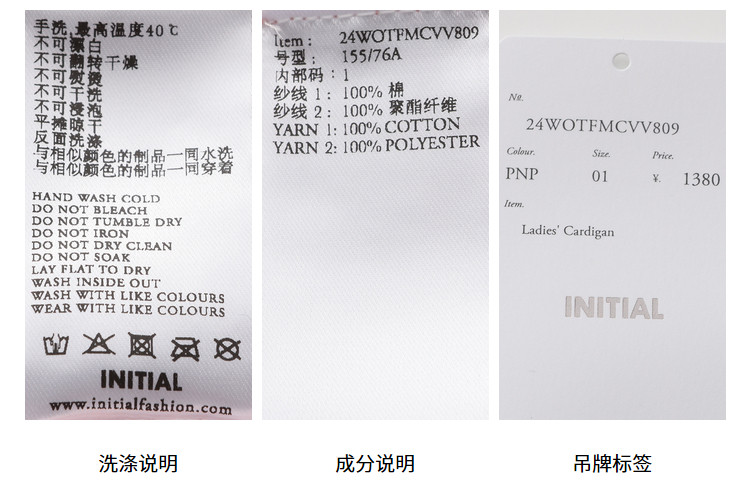 手洗,最高温度40℃
不可漂白
不可翻转干燥
不可熨烫
不可干洗
不可浸泡
平摊晾干
反面洗涤
与相似颜色的制品一同水洗
与相似颜色的制品一同穿着
HAND WASH COLD
DO NOT BLEACH
DO NOT TUMBLE DRY
DO NOT IRON
DO NOT DRY CLEAN
DO NOT SOAK
LAY FLAT TO DRY
WASH INSIDE OUT
WASH WITH LIKE COLOURS
WEAR WITH LIKE COLOURS
INITIAL
www.initialfashion.com
洗涤说明
Item: 24WOTFMCVV809
号型: 155/76A
内部码:1
纱线 1: 100% 棉
纱线 2: 100% 聚酯纤维
YARN 1: 100% COTTON
YARN 2: 100% POLYESTER
成分说明
No.
24WOTFMCVV809
Colour. Size. Price.
PNP 01 ¥. 1380
Item.
Ladies' Cardigan
INITIAL
吊牌标签